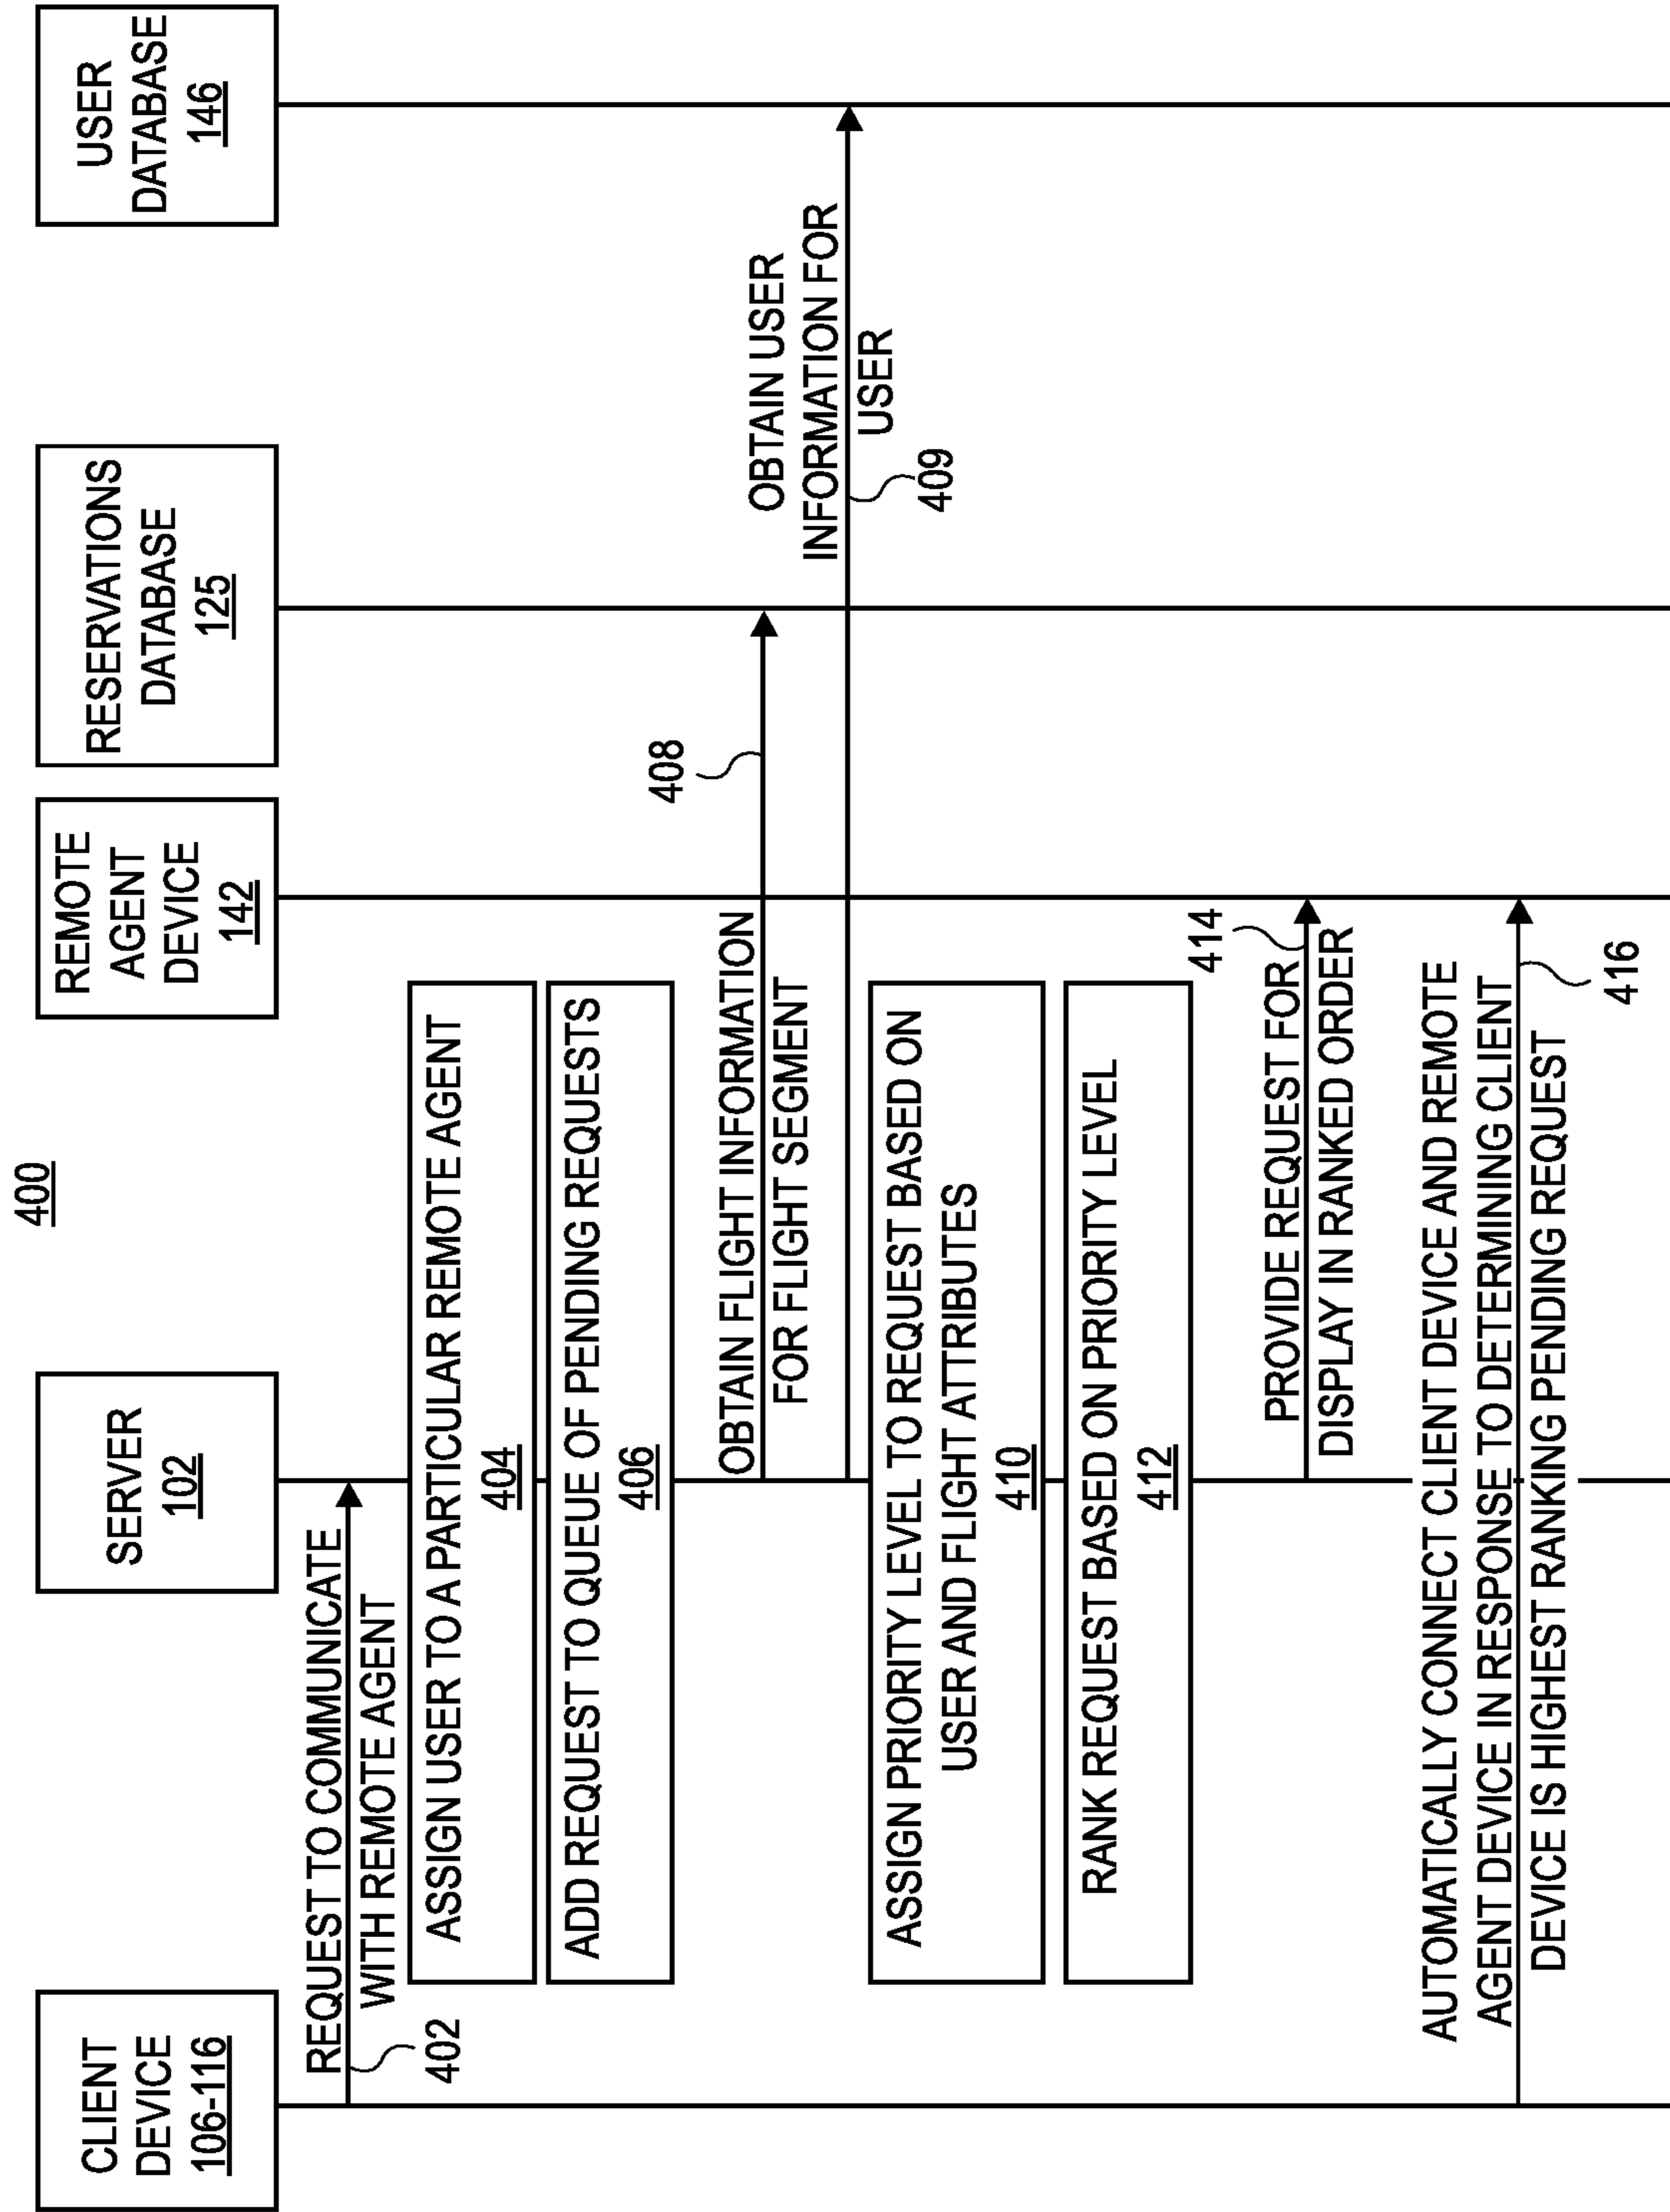 400
CLIENT
DEVICE
106-116
SERVER
102
REMOTE
AGENT
DEVICE
142
RESERVATIONS
DATABASE
125
USER
DATABASE
146
REQUEST TO COMMUNICATE
WITH REMOTE AGENT
402
ASSIGN USER TO A PARTICULAR REMOTE AGENT
404
ADD REQUEST TO QUEUE OF PENDING REQUESTS
406
OBTAIN FLIGHT INFORMATION
FOR FLIGHT SEGMENT
408
OBTAIN USER
INFORMATION FOR
USER
409
ASSIGN PRIORITY LEVEL TO REQUEST BASED ON
USER AND FLIGHT ATTRIBUTES
410
RANK REQUEST BASED ON PRIORITY LEVEL
412
PROVIDE REQUEST FOR
DISPLAY IN RANKED ORDER
414
AUTOMATICALLY CONNECT CLIENT DEVICE AND REMOTE
AGENT DEVICE IN RESPONSE TO DETERMINING CLIENT
DEVICE IS HIGHEST RANKING PENDING REQUEST
416